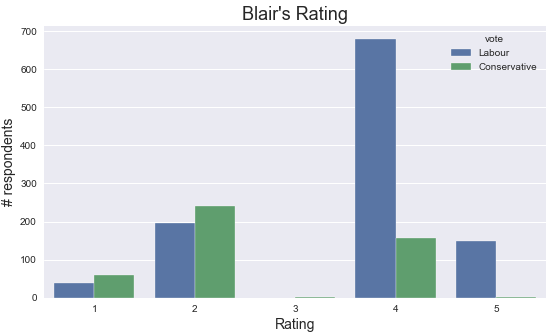 Blair's Rating
vote
Labour
Conservative
# respondents
700
600
500
400
300
200
100
0
1 2 3 4 5
Rating